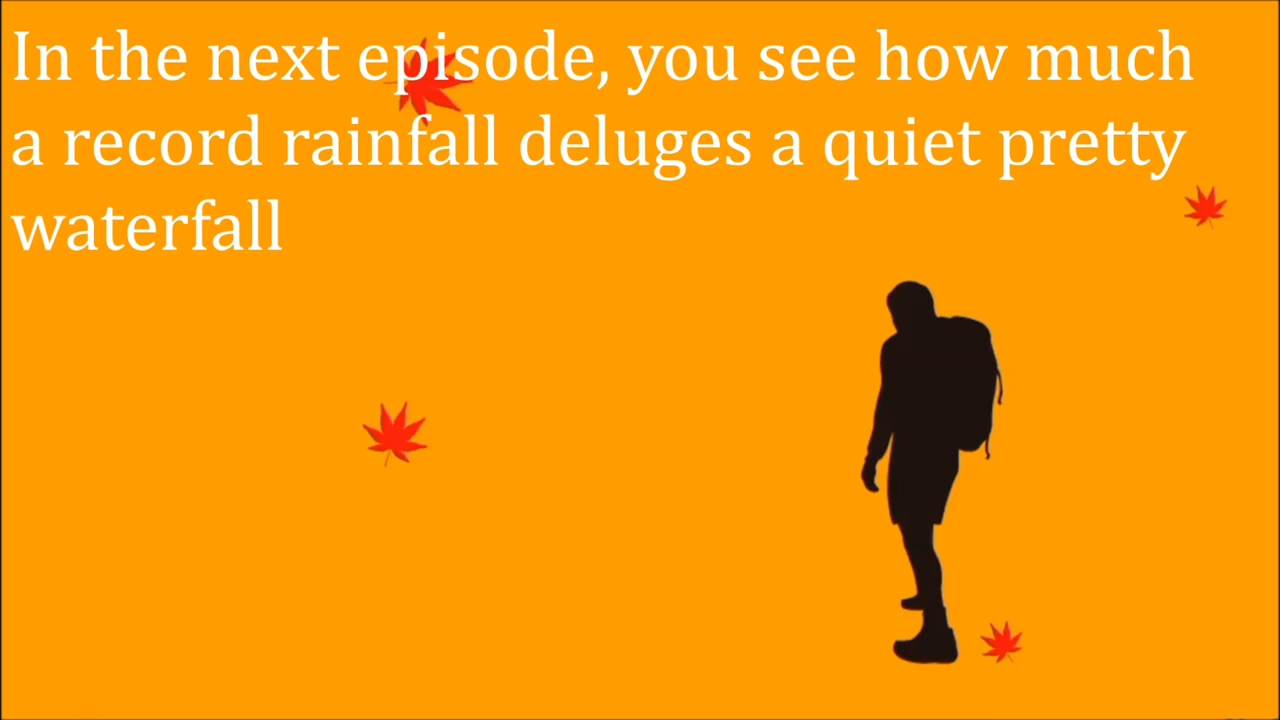 In the next episode, you see how much
a record rainfall deluges a quiet pretty
waterfall